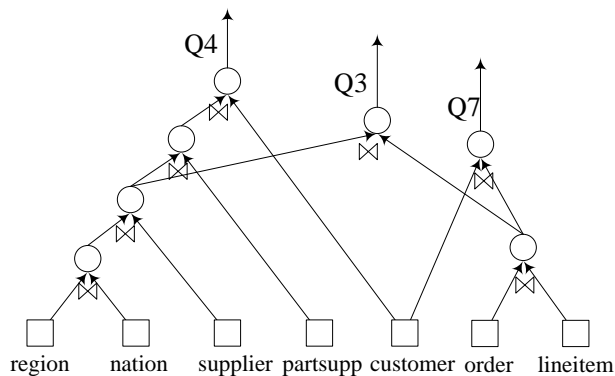 Q4
Q3
Q7
region nation supplier partsupp customer order lineitem